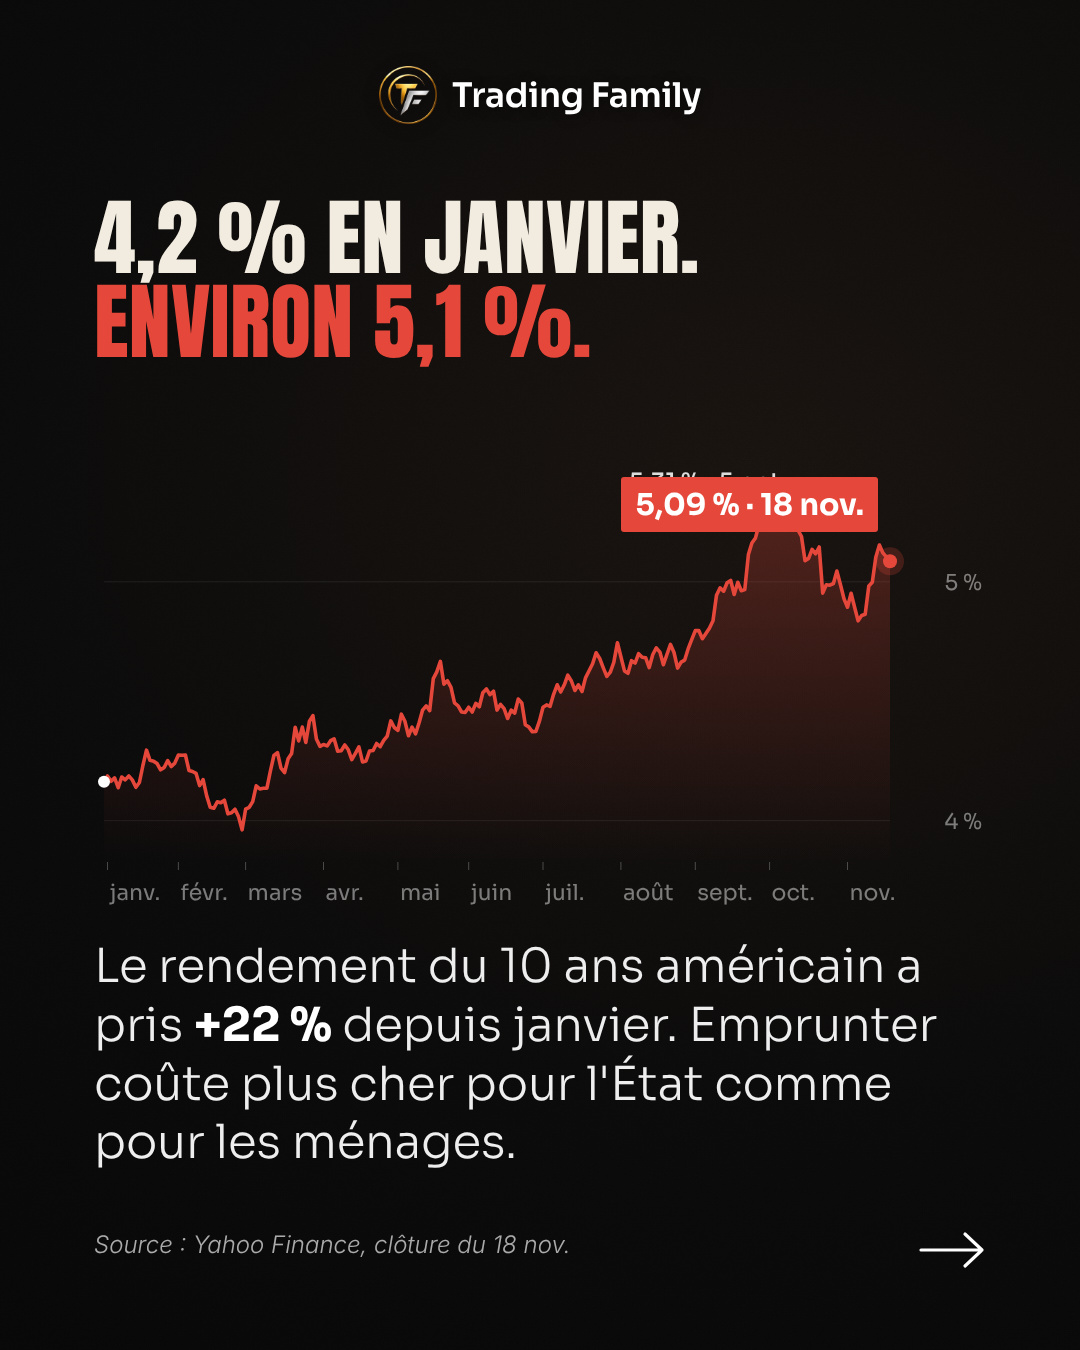 Trading Family
4,2 % EN JANVIER.
ENVIRON 5,1 %.
5,09 % · 18 nov.
5 %
4 %
janv. févr. mars avr. mai juin juil. août sept. oct. nov.
Le rendement du 10 ans américain a
pris +22 % depuis janvier. Emprunter
coûte plus cher pour l'État comme
pour les ménages.
Source : Yahoo Finance, clôture du 18 nov.